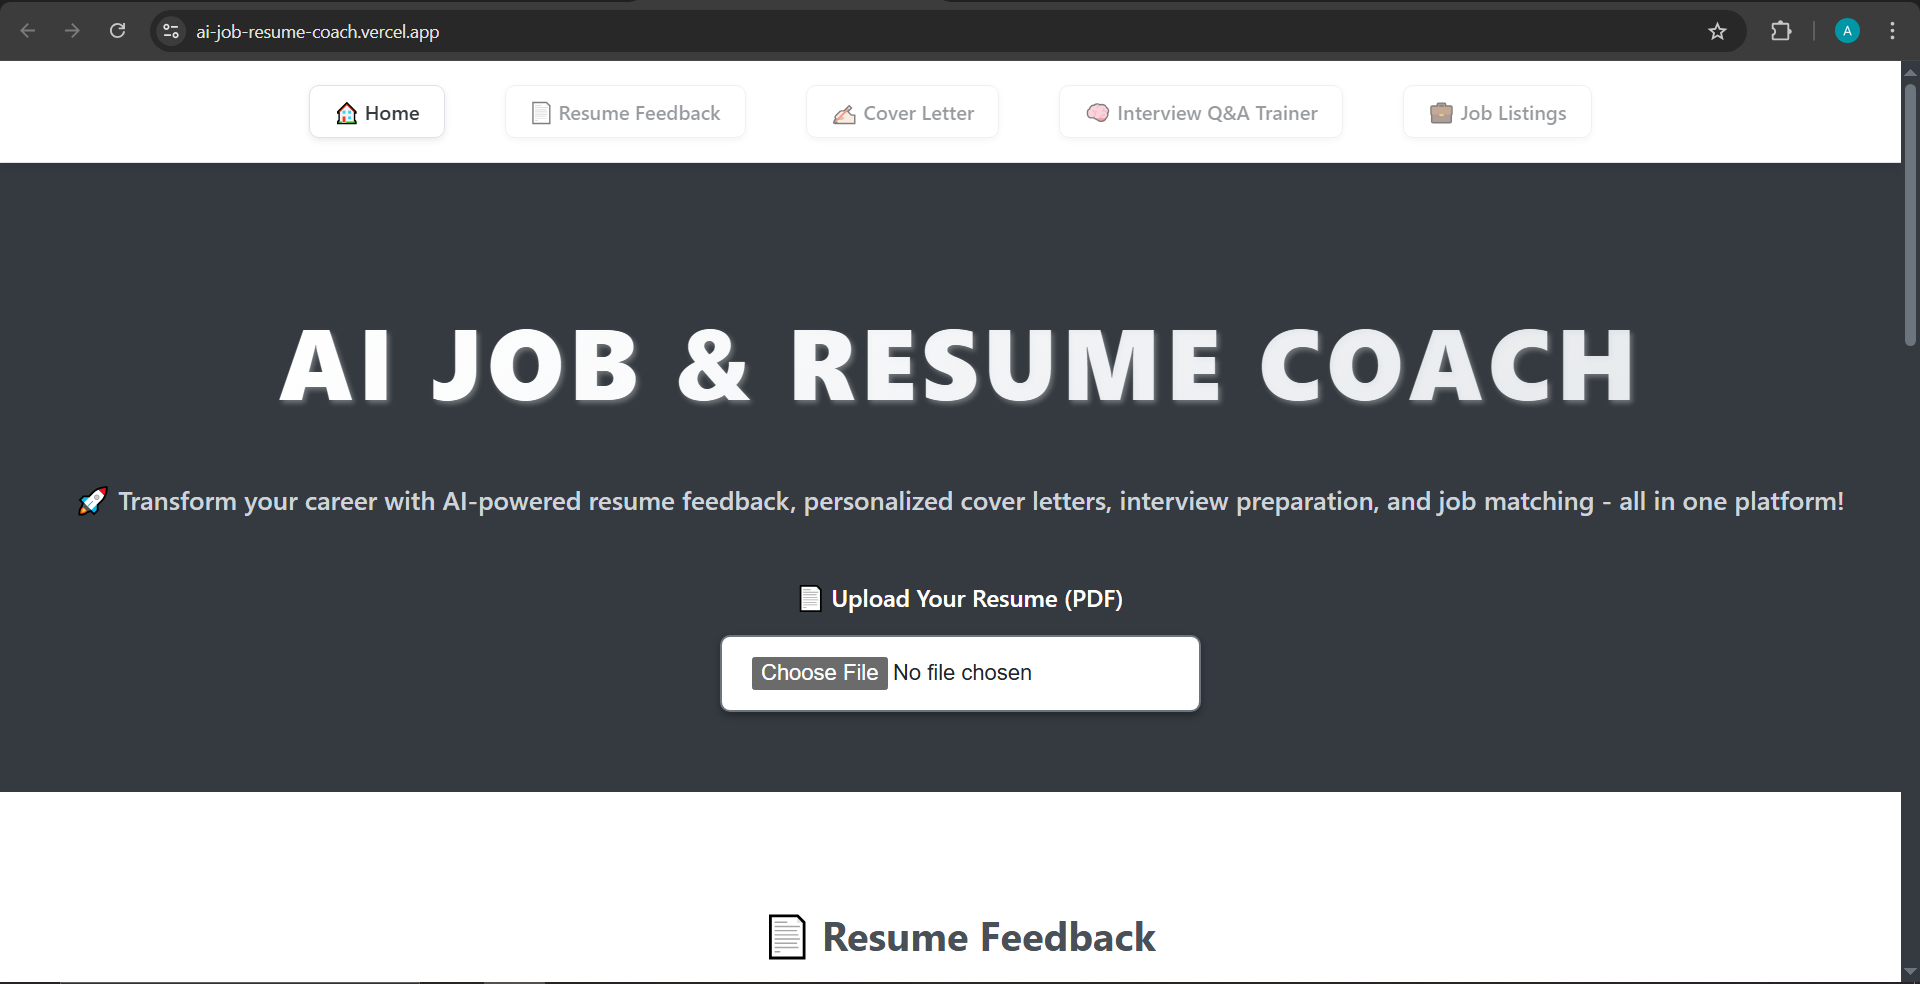 ai-job-resume-coach.vercel.app
A
🏠 Home
📄 Resume Feedback
✍🏻 Cover Letter
🧠 Interview Q&A Trainer
💼 Job Listings
AI JOB & RESUME COACH
🚀 Transform your career with AI-powered resume feedback, personalized cover letters, interview preparation, and job matching - all in one platform!
📄 Upload Your Resume (PDF)
Choose File No file chosen
📄 Resume Feedback